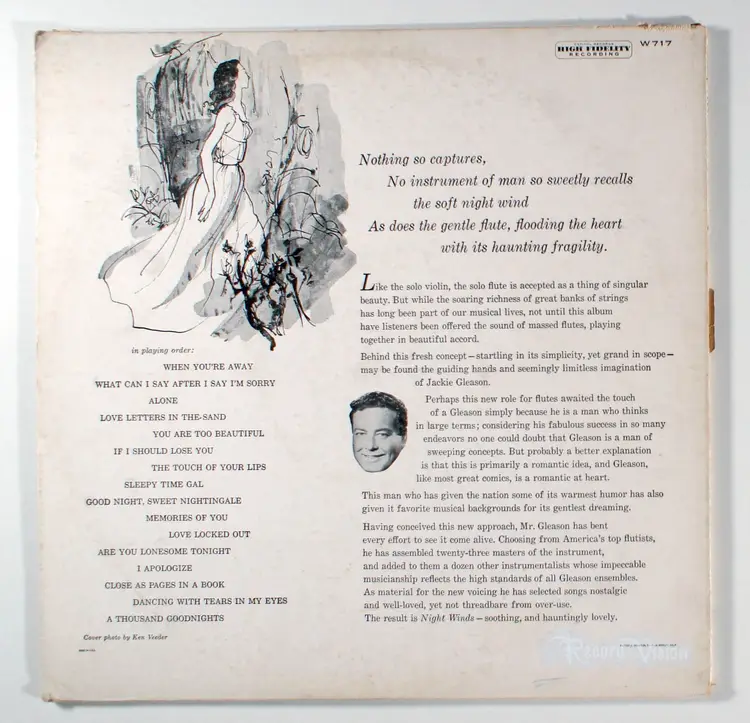 HIGH FIDELITY
RECORDING
W 717
Nothing so captures,
No instrument of man so sweetly recalls
the soft night wind
As does the gentle flute, flooding the heart
with its haunting fragility.
Like the solo violin, the solo flute is accepted as a thing of singular
beauty. But while the soaring richness of great banks of strings
has long been part of our musical lives, not until this album
have listeners been offered the sound of massed flutes, playing
together in beautiful accord.
Behind this fresh concept—startling in its simplicity, yet grand in scope—
may be found the guiding hands and seemingly limitless imagination
of Jackie Gleason.
Perhaps this new role for flutes awaited the touch
of a Gleason simply because he is a man who thinks
in large terms; considering his fabulous success in so many
endeavors no one could doubt that Gleason is a man of
sweeping concepts. But probably a better explanation
is that this is primarily a romantic idea, and Gleason,
like most great comics, is a romantic at heart.
This man who has given the nation some of its warmest humor has also
given it favorite musical backgrounds for its gentlest dreaming.
Having conceived this new approach, Mr. Gleason has bent
every effort to see it come alive. Choosing from America's top flutists,
he has assembled twenty-three masters of the instrument,
and added to them a dozen other instrumentalists whose impeccable
musicianship reflects the high standards of all Gleason ensembles.
As material for the new voicing he has selected songs nostalgic
and well-loved, yet not threadbare from over-use.
The result is Night Winds—soothing, and hauntingly lovely.
in playing order:
WHEN YOU'RE AWAY
WHAT CAN I SAY AFTER I SAY I'M SORRY
ALONE
LOVE LETTERS IN THE-SAND
YOU ARE TOO BEAUTIFUL
IF I SHOULD LOSE YOU
THE TOUCH OF YOUR LIPS
SLEEPY TIME GAL
GOOD NIGHT, SWEET NIGHTINGALE
MEMORIES OF YOU
LOVE LOCKED OUT
ARE YOU LONESOME TONIGHT
I APOLOGIZE
CLOSE AS PAGES IN A BOOK
DANCING WITH TEARS IN MY EYES
A THOUSAND GOODNIGHTS
Cover photo by Ken Veeder
Record Vision